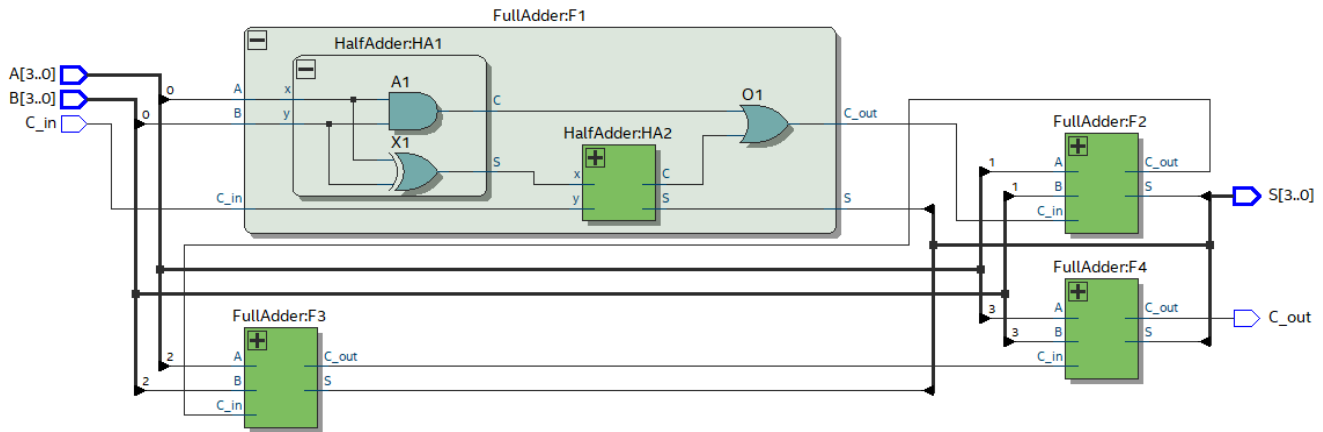 FullAdder:F1
HalfAdder:HA1
A[3..0]
B[3..0]
C_in
0
0
A
B
C_in
x
y
A1
X1
C
S
HalfAdder:HA2
x
y
C
S
O1
C_out
S
FullAdder:F2
1
1
A
B
C_in
C_out
S
S[3..0]
FullAdder:F4
3
3
A
B
C_in
C_out
S
C_out
FullAdder:F3
2
2
A
B
C_in
C_out
S